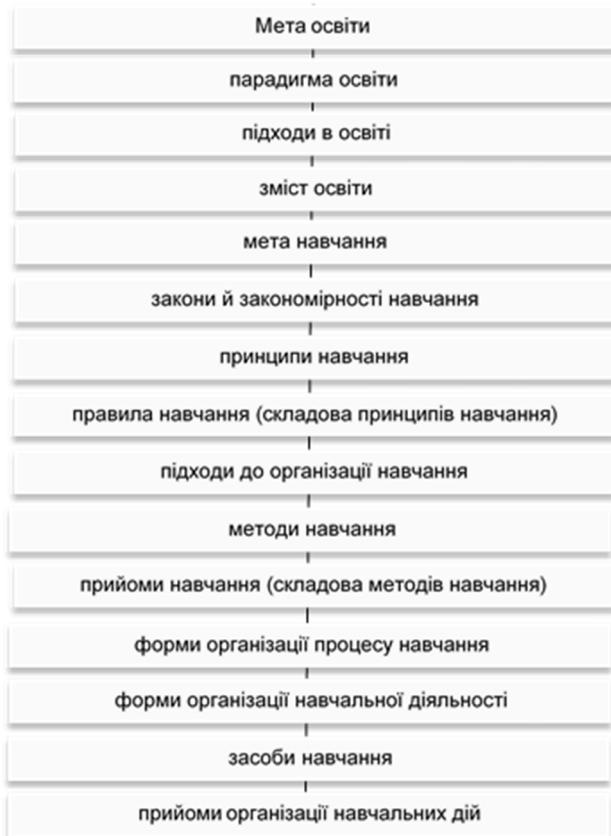 Мета освіти
парадигма освіти
підходи в освіті
зміст освіти
мета навчання
закони й закономірності навчання
принципи навчання
правила навчання (складова принципів навчання)
підходи до організації навчання
методи навчання
прийоми навчання (складова методів навчання)
форми організації процесу навчання
форми організації навчальної діяльності
засоби навчання
прийоми організації навчальних дій